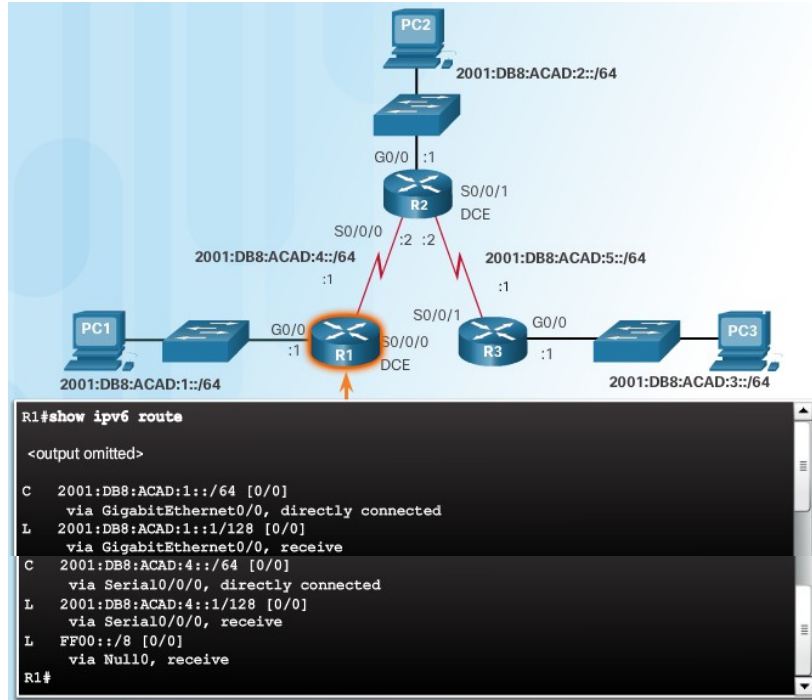 PC2
2001:DB8:ACAD:2::/64
G0/0 :1
R2
S0/0/1
DCE
S0/0/0
:2 :2
2001:DB8:ACAD:4::/64
2001:DB8:ACAD:5::/64
:1
:1
PC1
G0/0
:1
R1
S0/0/0
DCE
S0/0/1
R3
G0/0
:1
PC3
2001:DB8:ACAD:1::/64
2001:DB8:ACAD:3::/64
R1#show ipv6 route
<output omitted>
C 2001:DB8:ACAD:1::/64 [0/0]
via GigabitEthernet0/0, directly connected
L 2001:DB8:ACAD:1::1/128 [0/0]
via GigabitEthernet0/0, receive
C 2001:DB8:ACAD:4::/64 [0/0]
via Serial0/0/0, directly connected
L 2001:DB8:ACAD:4::1/128 [0/0]
via Serial0/0/0, receive
L FF00::/8 [0/0]
via Null0, receive
R1#